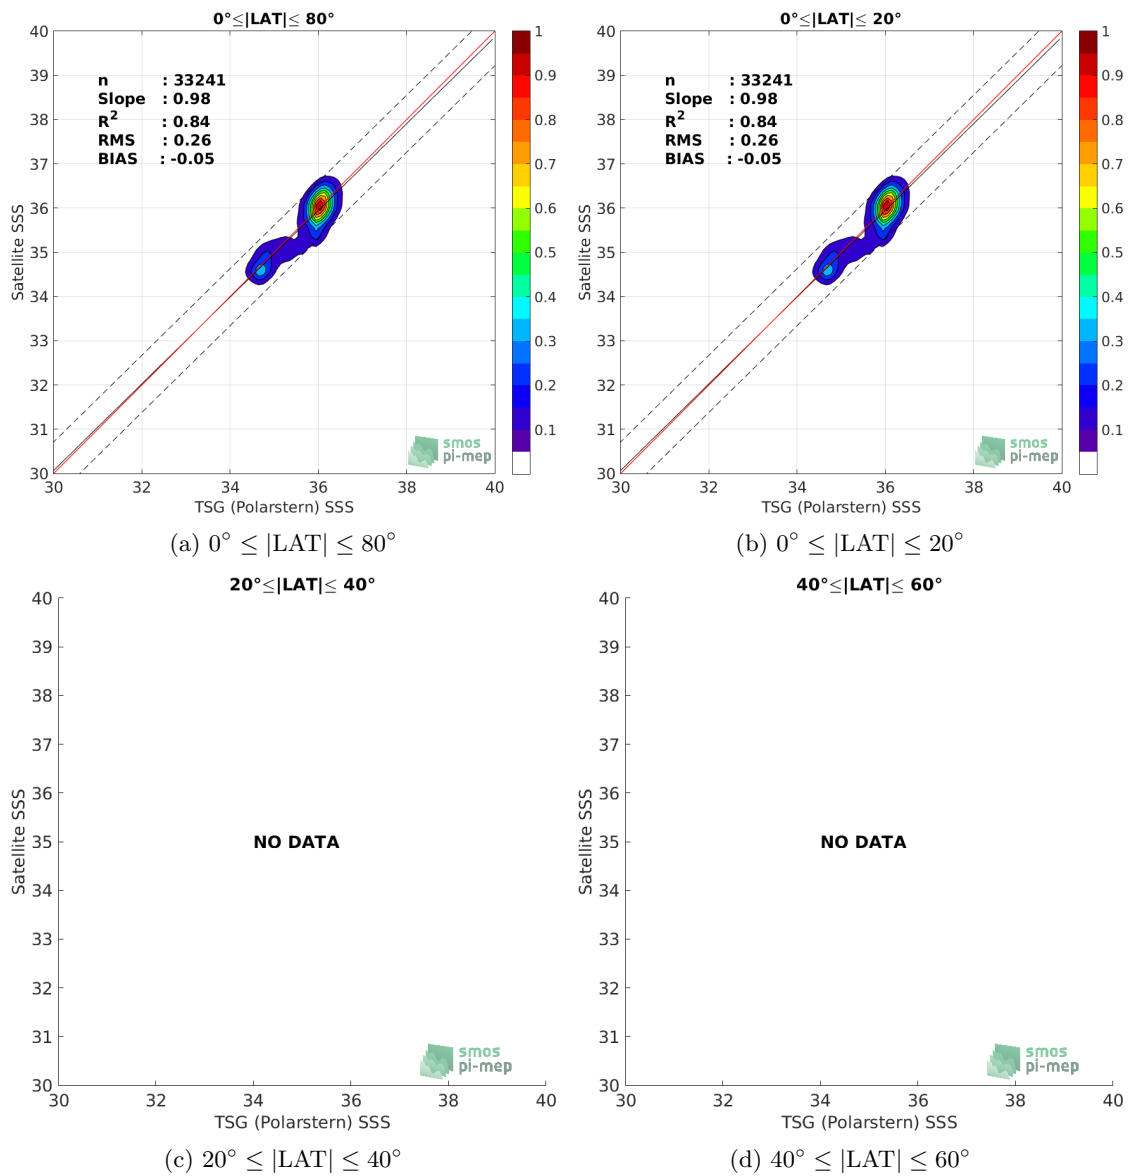 0°≤|LAT|≤ 80°
40
39
38
37
36
35
34
33
32
31
30
n : 33241
Slope : 0.98
R2 : 0.84
RMS : 0.26
BIAS : -0.05
1
0.9
0.8
0.7
0.6
0.5
0.4
0.3
0.2
0.1
Satellite SSS
smos
pi-mep
30 32 34 36 38 40
TSG (Polarstern) SSS
(a) 0° ≤ |LAT| ≤ 80°
0°≤|LAT|≤ 20°
40
39
38
37
36
35
34
33
32
31
30
n : 33241
Slope : 0.98
R2 : 0.84
RMS : 0.26
BIAS : -0.05
1
0.9
0.8
0.7
0.6
0.5
0.4
0.3
0.2
0.1
Satellite SSS
smos
pi-mep
30 32 34 36 38 40
TSG (Polarstern) SSS
(b) 0° ≤ |LAT| ≤ 20°
20°≤|LAT|≤ 40°
40
39
38
37
36
35
34
33
32
31
30
Satellite SSS
NO DATA
smos
pi-mep
30 32 34 36 38 40
TSG (Polarstern) SSS
(c) 20° ≤ |LAT| ≤ 40°
40°≤|LAT|≤ 60°
40
39
38
37
36
35
34
33
32
31
30
Satellite SSS
NO DATA
smos
pi-mep
30 32 34 36 38 40
TSG (Polarstern) SSS
(d) 40° ≤ |LAT| ≤ 60°